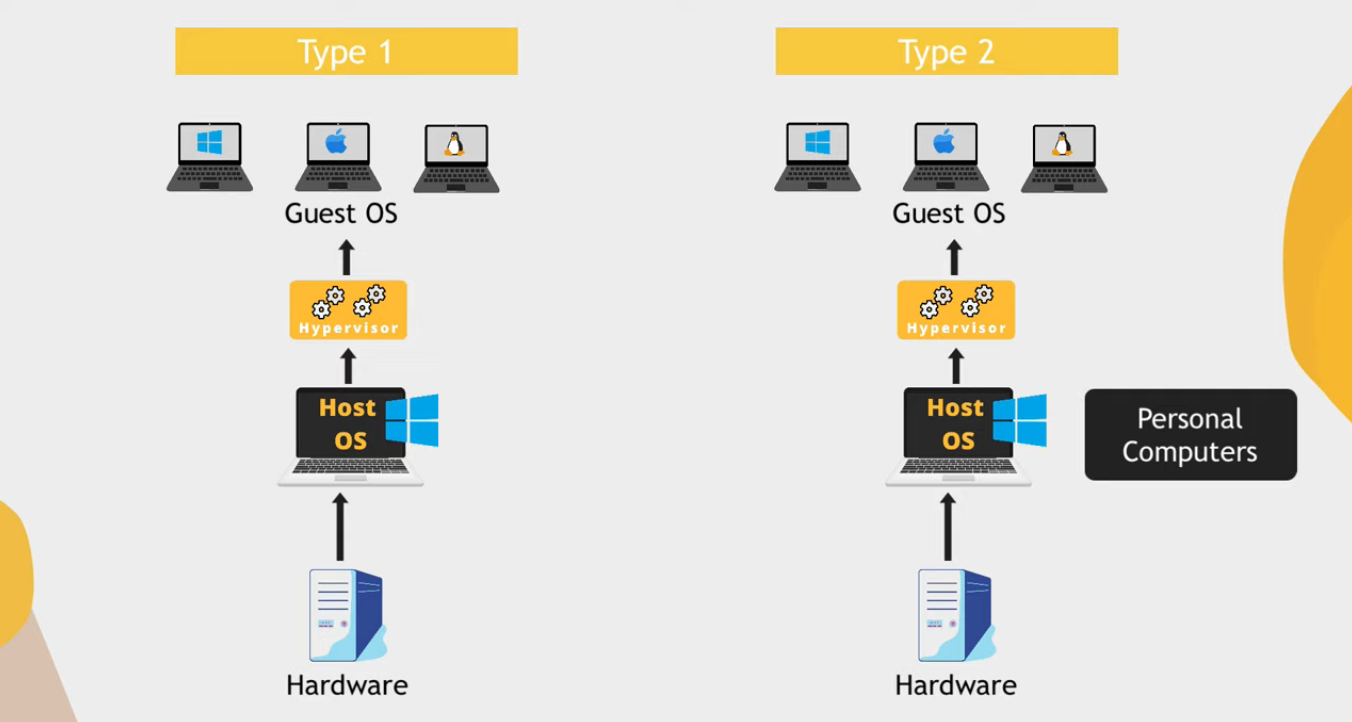 Type 1
Guest OS
Hypervisor
Host
OS
Hardware
Type 2
Guest OS
Hypervisor
Host
OS
Personal
Computers
Hardware